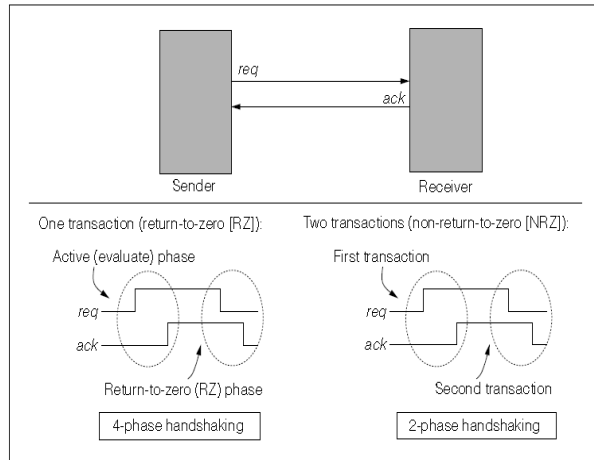 req
ack
Sender
Receiver
One transaction (return-to-zero [RZ]):
Active (evaluate) phase
req
ack
Return-to-zero (RZ) phase
4-phase handshaking
Two transactions (non-return-to-zero [NRZ]):
First transaction
req
ack
Second transaction
2-phase handshaking